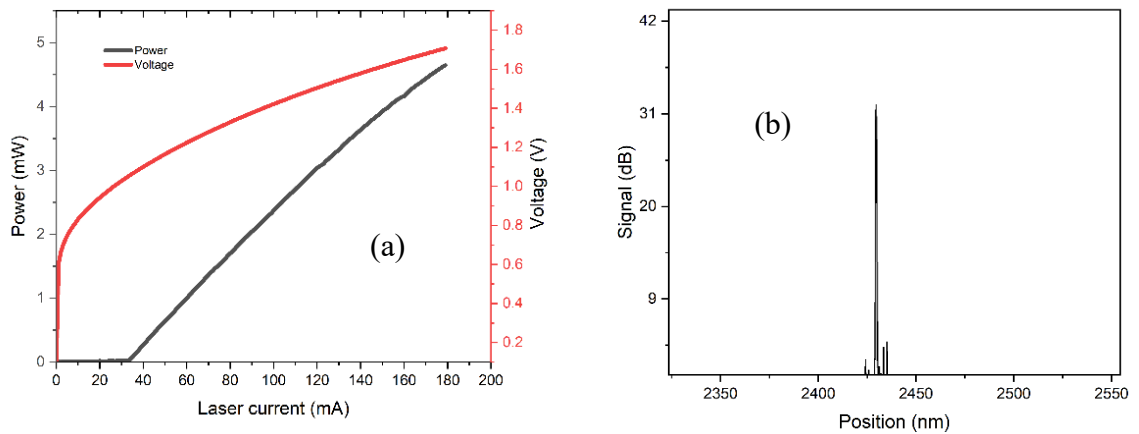 Power
Voltage
Power (mW)
5
4
3
2
1
0
1.8
1.6
1.4
1.2
1.0
0.8
0.6
0.4
0.2
Voltage (V)
(a)
0 20 40 60 80 100 120 140 160 180 200
Laser current (mA)
Signal (dB)
42
31
20
9
(b)
2350 2400 2450 2500 2550
Position (nm)